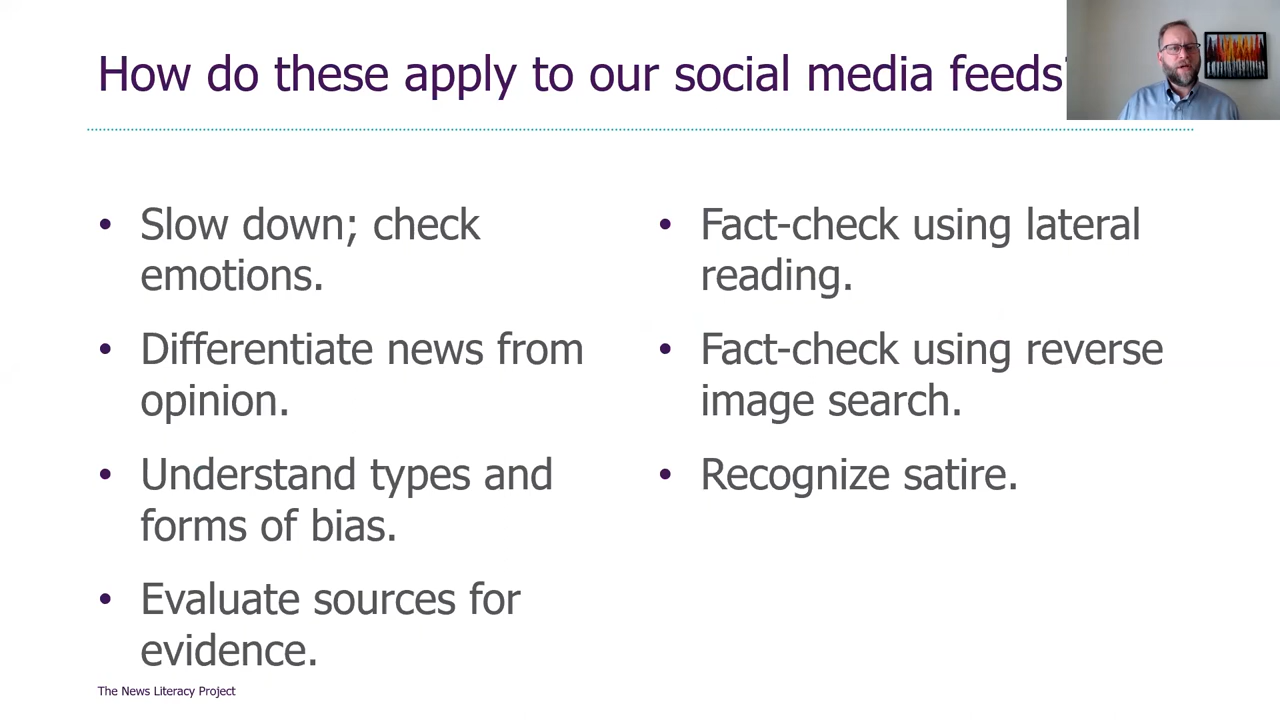 How do these apply to our social media feeds
• Slow down; check
emotions.
• Differentiate news from
opinion.
• Understand types and
forms of bias.
• Evaluate sources for
evidence.
• Fact-check using lateral
reading.
• Fact-check using reverse
image search.
• Recognize satire.
The News Literacy Project